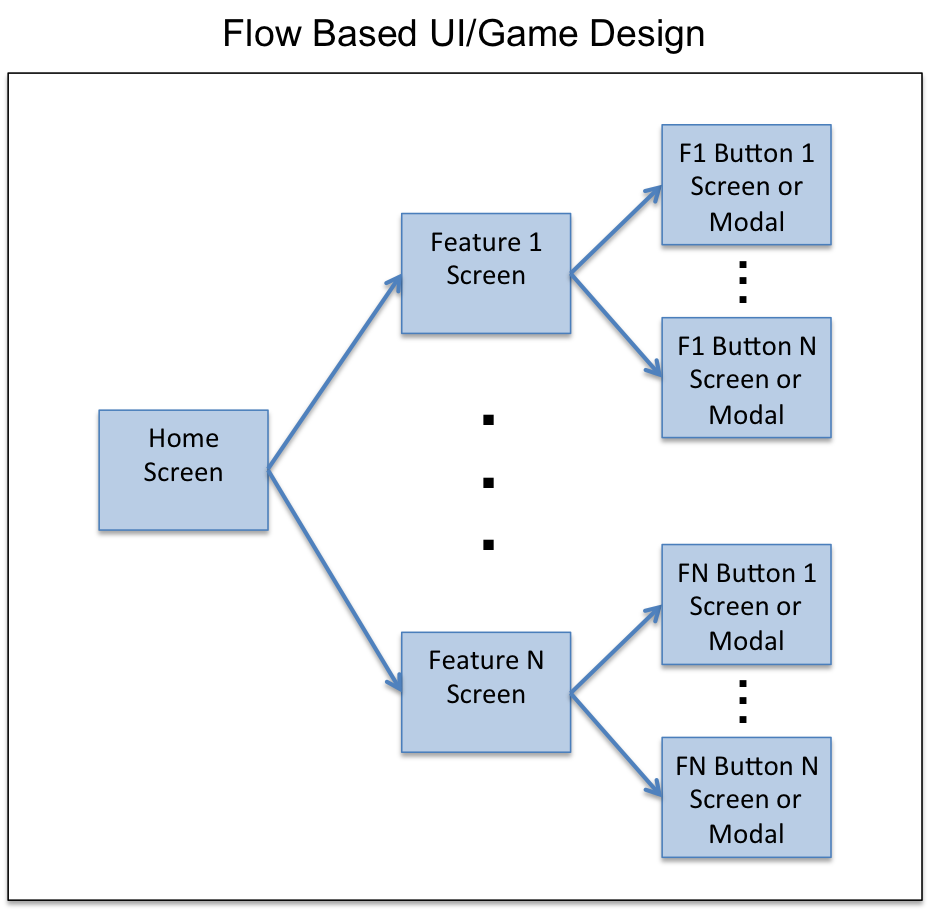 Flow Based UI/Game Design
F1 Button 1
Screen or
Modal
Feature 1
Screen
F1 Button N
Screen or
Modal
Home
Screen
FN Button 1
Screen or
Modal
Feature N
Screen
FN Button N
Screen or
Modal